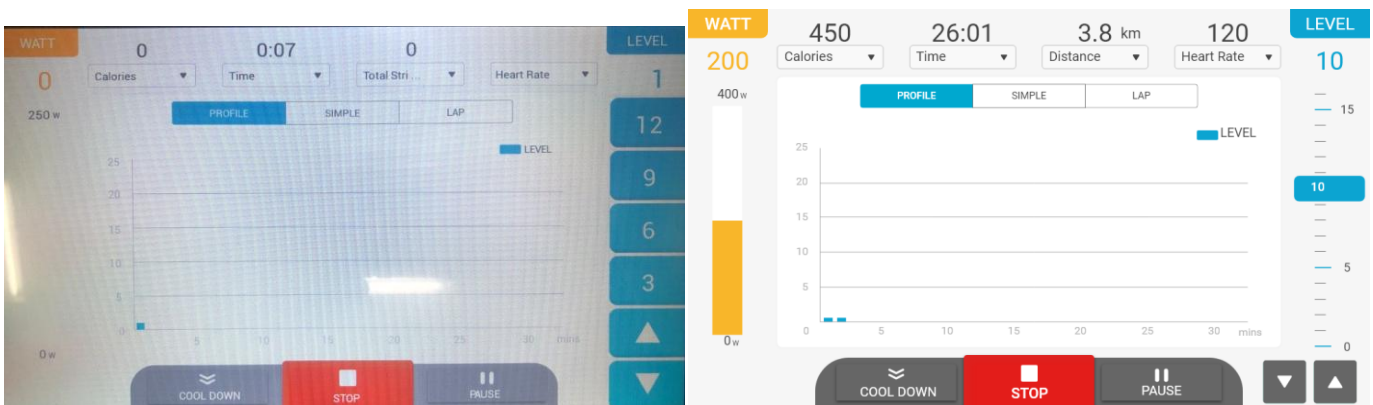 WATT
0
0:07
0
LEVEL
0
Calories
Time
Total Stri ...
Heart Rate
1
250 w
PROFILE
SIMPLE
LAP
12
LEVEL
25
9
20
15
6
10
3
5
0
5
10
15
20
25
30
mins
0 w
COOL DOWN
STOP
PAUSE
WATT
450
26:01
3.8 km
120
LEVEL
200
Calories
Time
Distance
Heart Rate
10
400 w
PROFILE
SIMPLE
LAP
15
LEVEL
25
20
10
15
10
5
5
0
5
10
15
20
25
30
mins
0 w
0
COOL DOWN
STOP
PAUSE